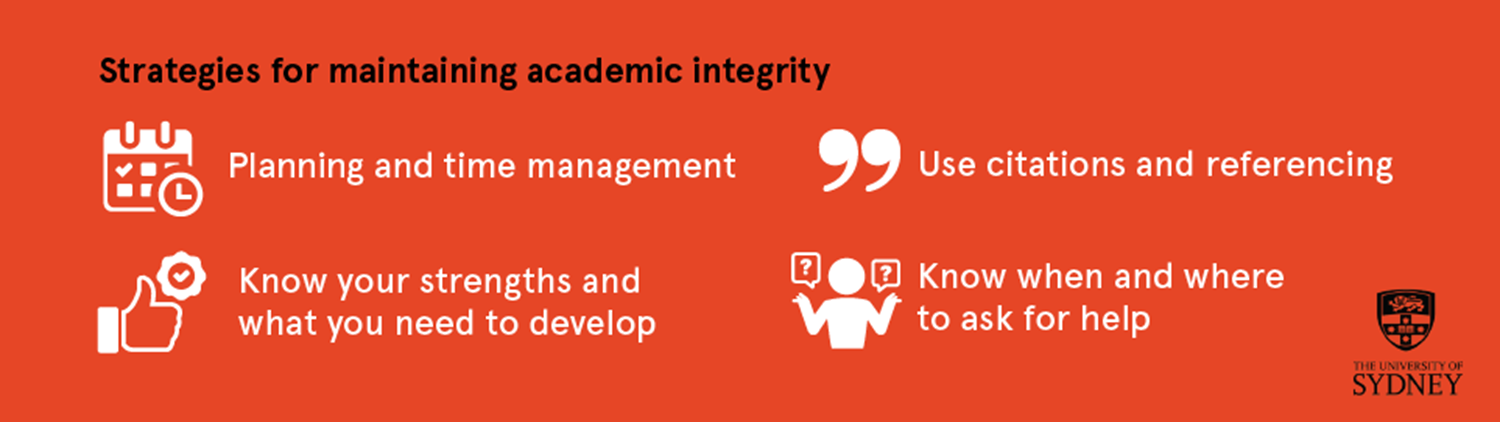 Strategies for maintaining academic integrity
Planning and time management
Use citations and referencing
Know your strengths and
what you need to develop
? ?
Know when and where
to ask for help
THE UNIVERSITY OF
SYDNEY